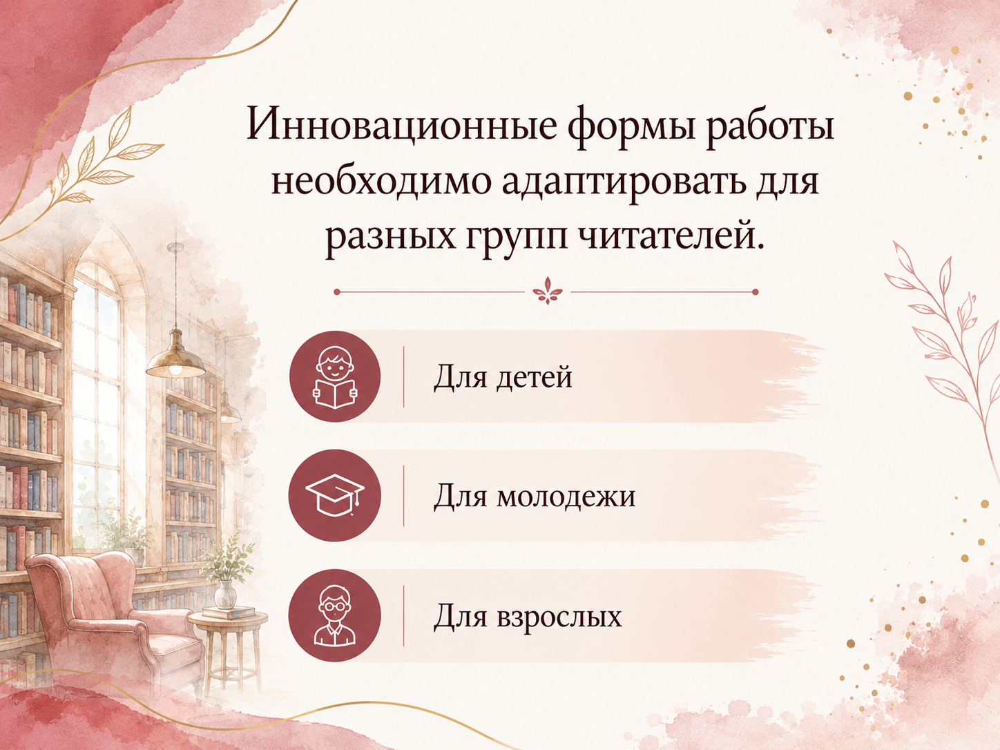 Инновационные формы работы
необходимо адаптировать для
разных групп читателей.
Для детей
Для молодежи
Для взрослых